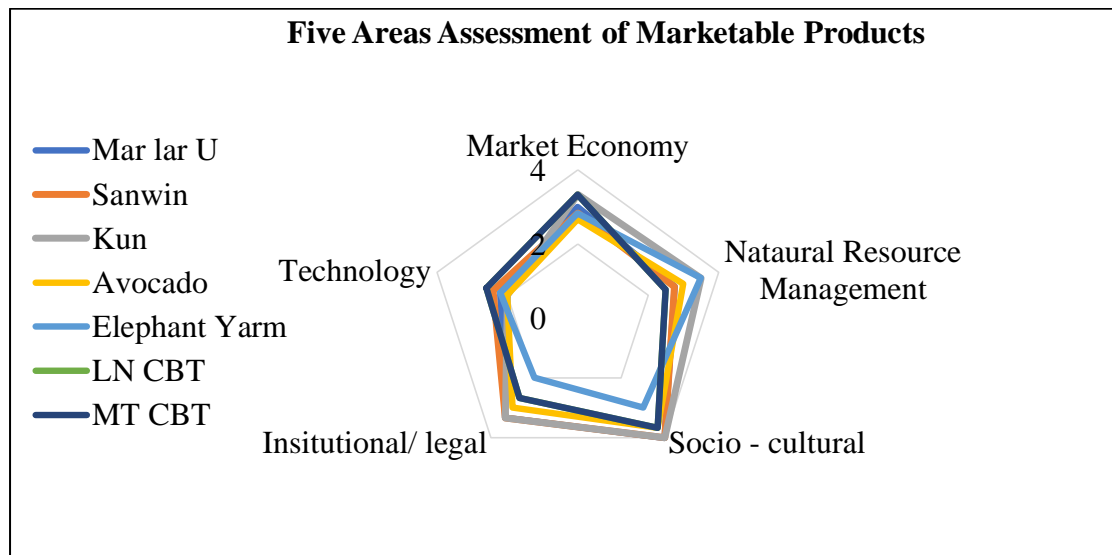 Five Areas Assessment of Marketable Products
Mar lar U
Sanwin
Kun
Avocado
Elephant Yarm
LN CBT
MT CBT
Market Economy
4
2
0
Nataural Resource
Management
Socio - cultural
Insitutional/ legal
Technology